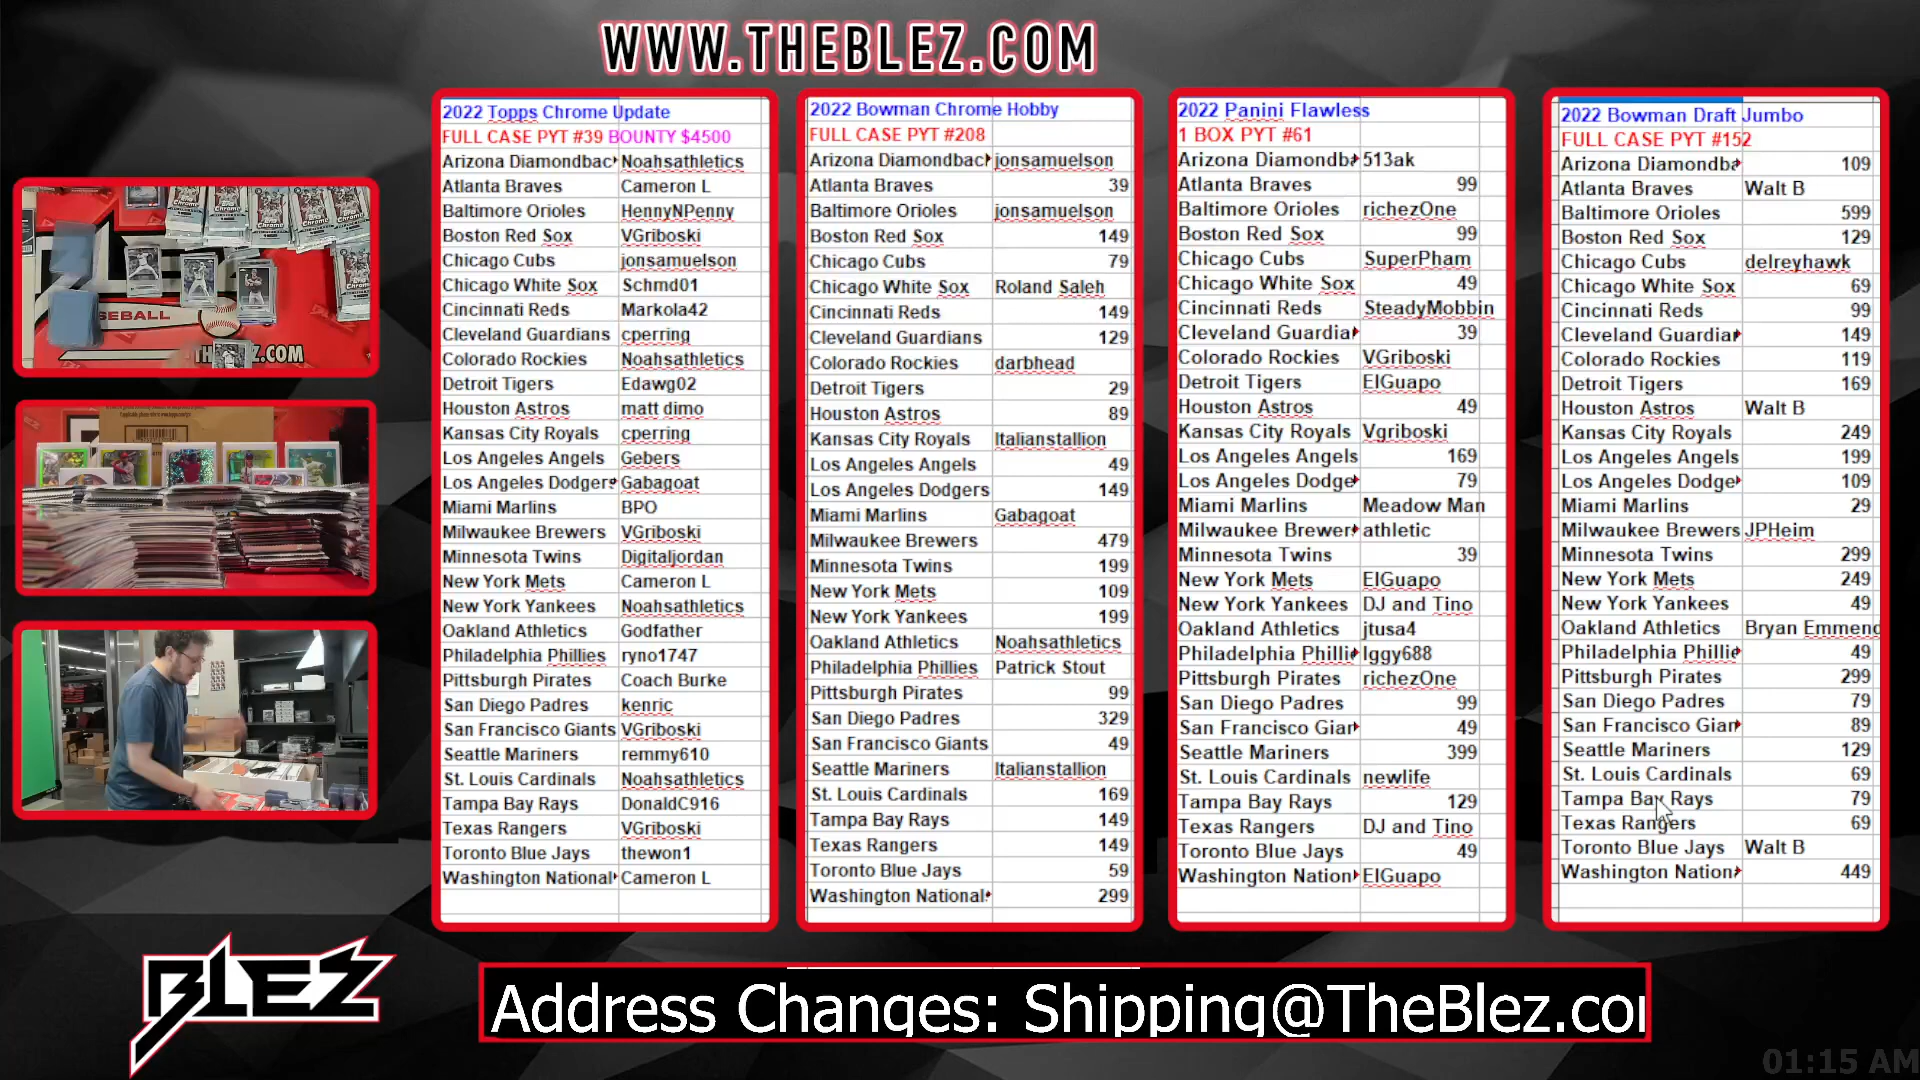 WWW.THEBLEZ.COM
2022 Topps Chrome Update
FULL CASE PYT #39 BOUNTY $4500
Arizona Diamondbac Noahsathletics
Atlanta Braves Cameron L
Baltimore Orioles HennyNPenny
Boston Red Sox VGriboski
Chicago Cubs jonsamuelson
Chicago White Sox Schmd01
Cincinnati Reds Markola42
Cleveland Guardians cperring
Colorado Rockies Noahsathletics
Detroit Tigers Edawg02
Houston Astros matt dimo
Kansas City Royals cperring
Los Angeles Angels Gebers
Los Angeles Dodgers Gabagoat
Miami Marlins BPO
Milwaukee Brewers VGriboski
Minnesota Twins Digitaljordan
New York Mets Cameron L
New York Yankees Noahsathletics
Oakland Athletics Godfather
Philadelphia Phillies ryno1747
Pittsburgh Pirates Coach Burke
San Diego Padres kenric
San Francisco Giants VGriboski
Seattle Mariners remmy610
St. Louis Cardinals Noahsathletics
Tampa Bay Rays DonaldC916
Texas Rangers VGriboski
Toronto Blue Jays thewon1
Washington National Cameron L
2022 Bowman Chrome Hobby
FULL CASE PYT #208
Arizona Diamondback jonsamuelson
Atlanta Braves 39
Baltimore Orioles jonsamuelson
Boston Red Sox 149
Chicago Cubs 79
Chicago White Sox Roland Saleh
Cincinnati Reds 149
Cleveland Guardians 129
Colorado Rockies darbhead
Detroit Tigers 29
Houston Astros 89
Kansas City Royals Italianstallion
Los Angeles Angels 49
Los Angeles Dodgers 149
Miami Marlins Gabagoat
Milwaukee Brewers 479
Minnesota Twins 199
New York Mets 109
New York Yankees 199
Oakland Athletics Noahsathletics
Philadelphia Phillies Patrick Stout
Pittsburgh Pirates 99
San Diego Padres 329
San Francisco Giants 49
Seattle Mariners Italianstallion
St. Louis Cardinals 169
Tampa Bay Rays 149
Texas Rangers 149
Toronto Blue Jays 59
Washington National 299
2022 Panini Flawless
1 BOX PYT #61
Arizona Diamondba 513ak
Atlanta Braves 99
Baltimore Orioles richezOne
Boston Red Sox 99
Chicago Cubs SuperPham
Chicago White Sox 49
Cincinnati Reds SteadyMobbin
Cleveland Guardia 39
Colorado Rockies VGriboski
Detroit Tigers ElGuapo
Houston Astros 49
Kansas City Royals Vgriboski
Los Angeles Angels 169
Los Angeles Dodge 79
Miami Marlins Meadow Man
Milwaukee Brewer athletic
Minnesota Twins 39
New York Mets ElGuapo
New York Yankees DJ and Tino
Oakland Athletics jtusa4
Philadelphia Phillie Iggy688
Pittsburgh Pirates richezOne
San Diego Padres 99
San Francisco Giar 49
Seattle Mariners 399
St. Louis Cardinals newlife
Tampa Bay Rays 129
Texas Rangers DJ and Tino
Toronto Blue Jays 49
Washington Nation ElGuapo
2022 Bowman Draft Jumbo
FULL CASE PYT #152
Arizona Diamondba 109
Atlanta Braves Walt B
Baltimore Orioles 599
Boston Red Sox 129
Chicago Cubs delreyhawk
Chicago White Sox 69
Cincinnati Reds 99
Cleveland Guardiar 149
Colorado Rockies 119
Detroit Tigers 169
Houston Astros Walt B
Kansas City Royals 249
Los Angeles Angels 199
Los Angeles Dodge 109
Miami Marlins 29
Milwaukee Brewers JPHeim
Minnesota Twins 299
New York Mets 249
New York Yankees 49
Oakland Athletics Bryan Emmend
Philadelphia Phillie 49
Pittsburgh Pirates 299
San Diego Padres 79
San Francisco Giar 89
Seattle Mariners 129
St. Louis Cardinals 69
Tampa Bay Rays 79
Texas Rangers 69
Toronto Blue Jays Walt B
Washington Nation 449
SEBALL
.COM
BLEZ
Address Changes: Shipping@TheBlez.com
01:15 AM